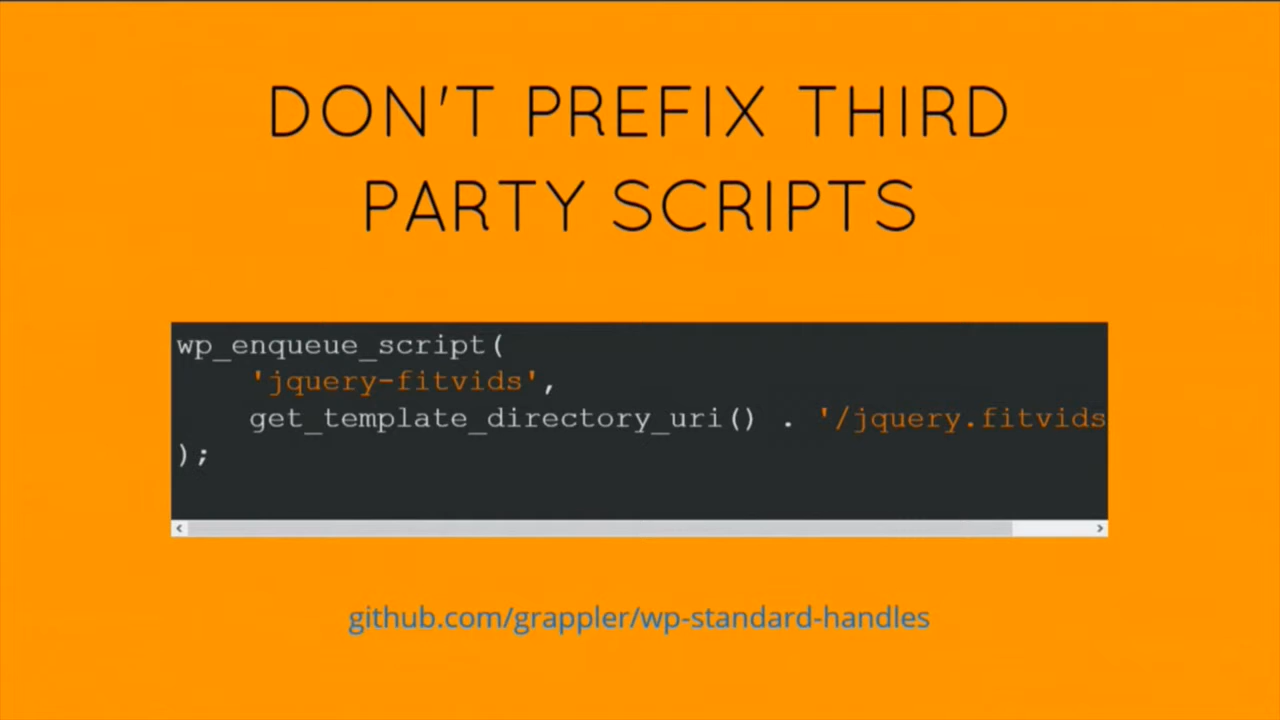 DON'T PREFIX THIRD
PARTY SCRIPTS
wp_enqueue_script(
'jquery-fitvids',
get_template_directory_uri() . '/jquery.fitvids
);
github.com/grappler/wp-standard-handles